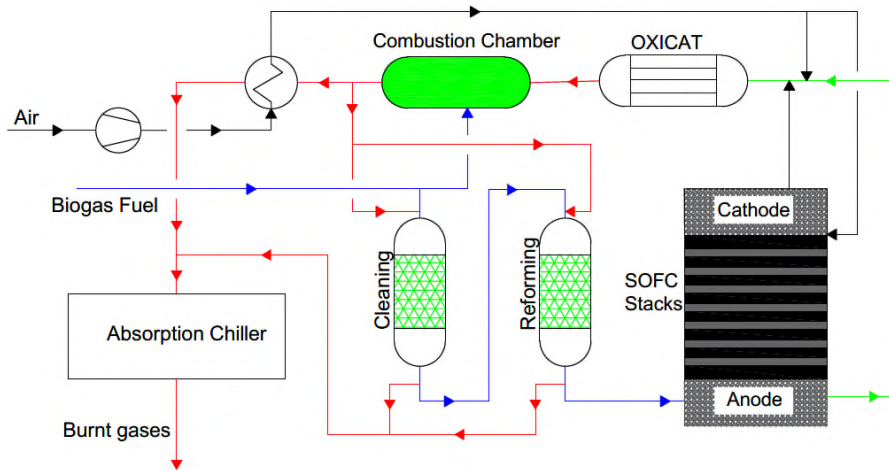 Combustion Chamber
OXICAT
Air
Biogas Fuel
Cathode
Cleaning
Reforming
SOFC
Stacks
Absorption Chiller
Anode
Burnt gases